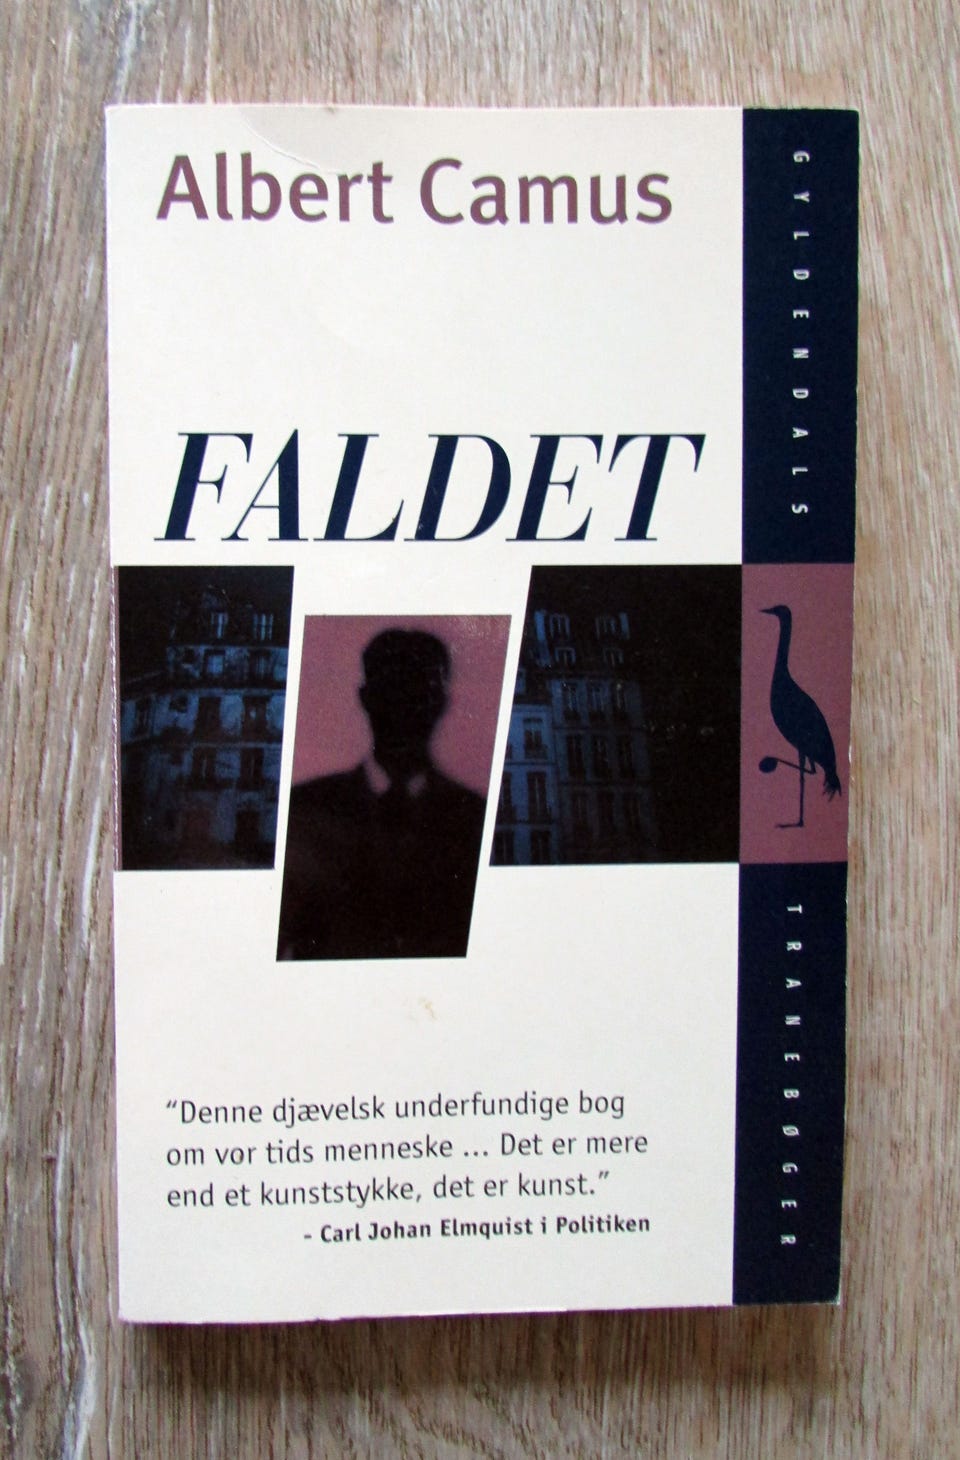 Albert Camus
FALDET
“Denne djævelsk underfundige bog
om vor tids menneske ... Det er mere
end et kunststykke, det er kunst.”
- Carl Johan Elmquist i Politiken
GYLDENDALS
TRANEBØGER